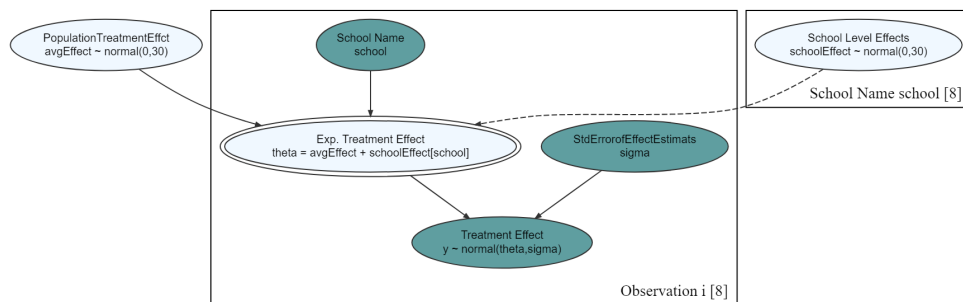 PopulationTreatmentEffct
avgEffect ~ normal(0,30)
School Name
school
School Level Effects
schoolEffect ~ normal(0,30)
School Name school [8]
Exp. Treatment Effect
theta = avgEffect + schoolEffect[school]
StdErrorofEffectEstimats
sigma
Treatment Effect
y ~ normal(theta,sigma)
Observation i [8]